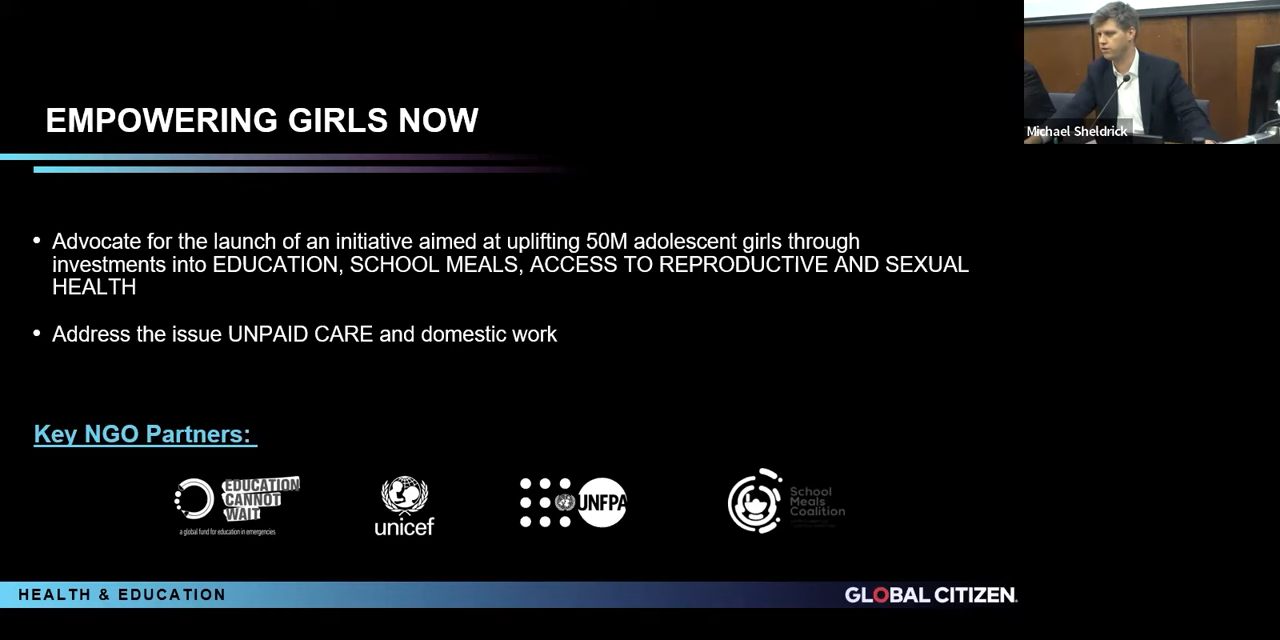 EMPOWERING GIRLS NOW
Michael Sheldrick
• Advocate for the launch of an initiative aimed at uplifting 50M adolescent girls through
investments into EDUCATION, SCHOOL MEALS, ACCESS TO REPRODUCTIVE AND SEXUAL
HEALTH
• Address the issue UNPAID CARE and domestic work
Key NGO Partners:
EDUCATION
CANNOT
WAIT
a global fund for education in emergencies
unicef
UNFPA
School
Meals
Coalition
HEALTH & EDUCATION
GLOBAL CITIZEN.